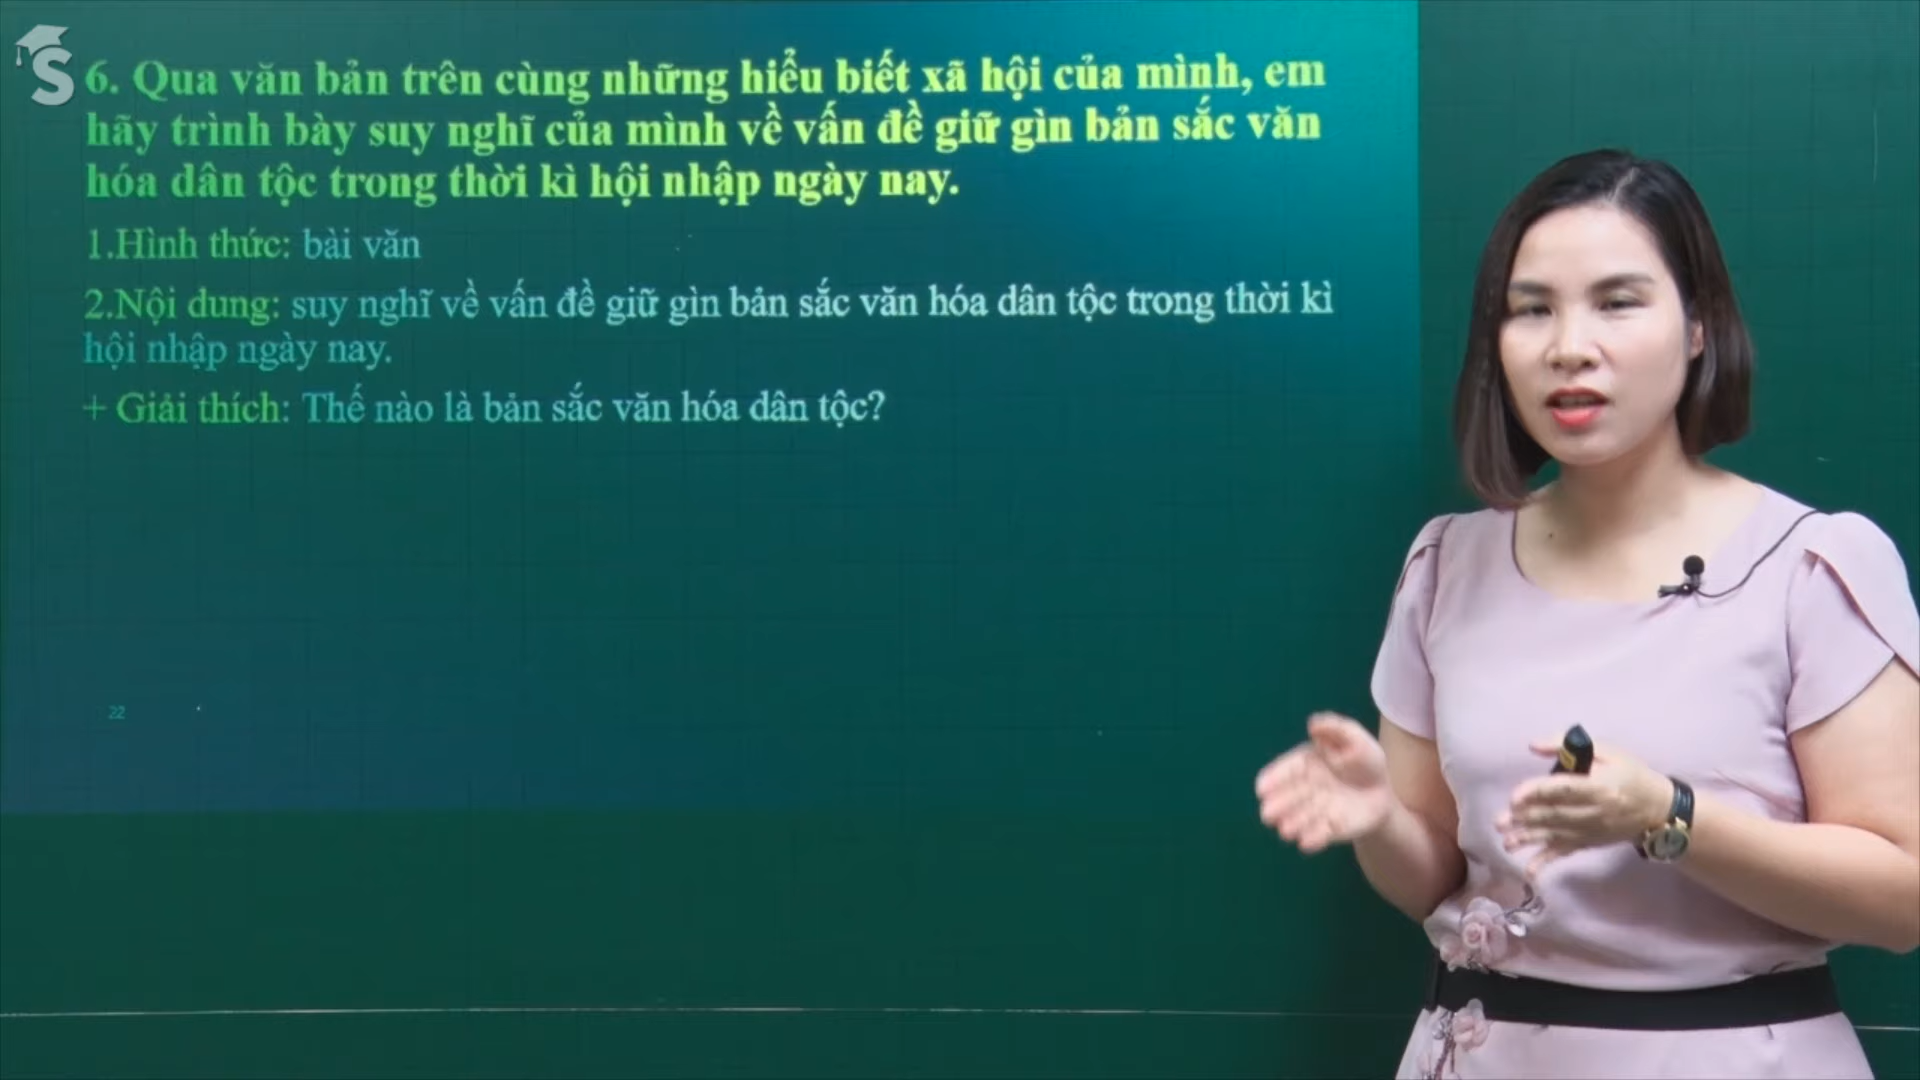 6. Qua văn bản trên cùng những hiểu biết xã hội của mình, em
hãy trình bày suy nghĩ của mình về vấn đề giữ gìn bản sắc văn
hóa dân tộc trong thời kì hội nhập ngày nay.
1.Hình thức: bài văn
2.Nội dung: suy nghĩ về vấn đề giữ gìn bản sắc văn hóa dân tộc trong thời kì
hội nhập ngày nay.
+ Giải thích: Thế nào là bản sắc văn hóa dân tộc?
22
S